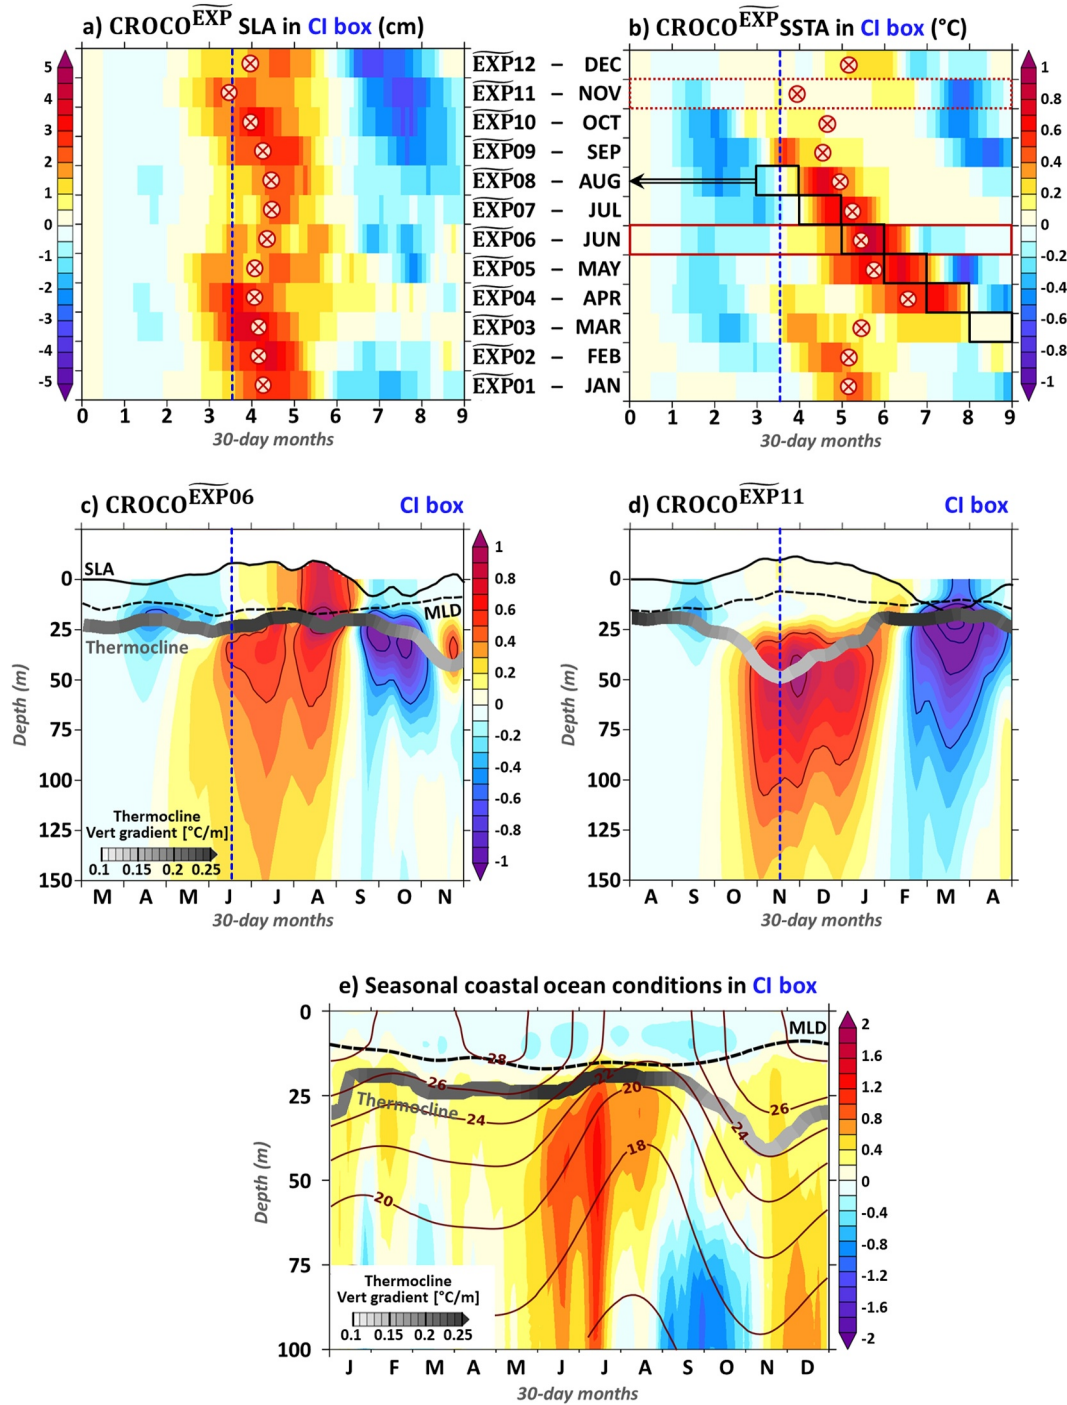 a) CROCO EXP SLA in CI box (cm)
b) CROCO EXP SSTA in CI box (°C)
5
4
3
2
1
0
-1
-2
-3
-4
-5
EXP12 – DEC
EXP11 – NOV
EXP10 – OCT
EXP09 – SEP
EXP08 – AUG
EXP07 – JUL
EXP06 – JUN
EXP05 – MAY
EXP04 – APR
EXP03 – MAR
EXP02 – FEB
EXP01 – JAN
1
0.8
0.6
0.4
0.2
0
-0.2
-0.4
-0.6
-0.8
-1
0 1 2 3 4 5 6 7 8 9
30-day months
0 1 2 3 4 5 6 7 8 9
30-day months
c) CROCO EXP06 CI box
SLA
MLD
Thermocline
0
25
50
75
100
125
150
Depth (m)
Thermocline
Vert gradient [°C/m]
0.1 0.15 0.2 0.25
M A M J J A S O N
30-day months
1
0.8
0.6
0.4
0.2
0
-0.2
-0.4
-0.6
-0.8
-1
d) CROCO EXP11 CI box
0
25
50
75
100
125
150
Depth (m)
A S O N D J F M A
30-day months
e) Seasonal coastal ocean conditions in CI box
MLD
Thermocline
28
26
24
22
20
18
20
24
26
0
25
50
75
100
Depth (m)
Thermocline
Vert gradient [°C/m]
0.1 0.15 0.2 0.25
J F M A M J J A S O N D
30-day months
2
1.6
1.2
0.8
0.4
0
-0.4
-0.8
-1.2
-1.6
-2